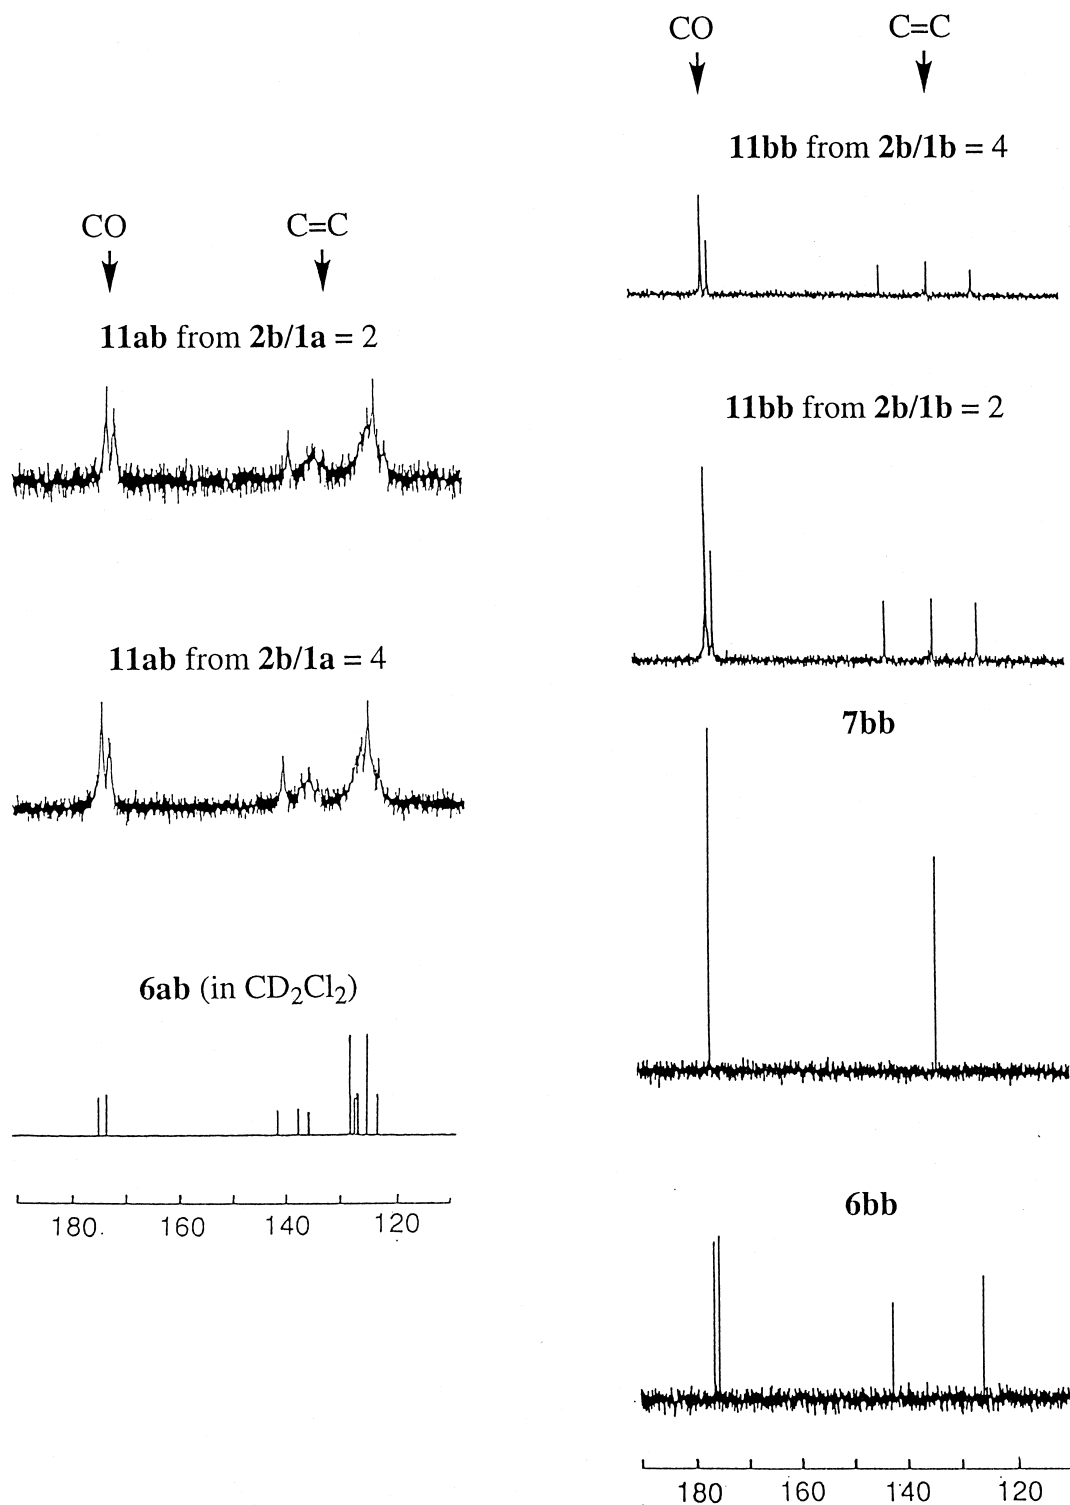 CO
C=C
11ab from 2b/1a = 2
11ab from 2b/1a = 4
6ab (in CD₂Cl₂)
180. 160 140 120
CO
C=C
11bb from 2b/1b = 4
11bb from 2b/1b = 2
7bb
6bb
180 160 140 120